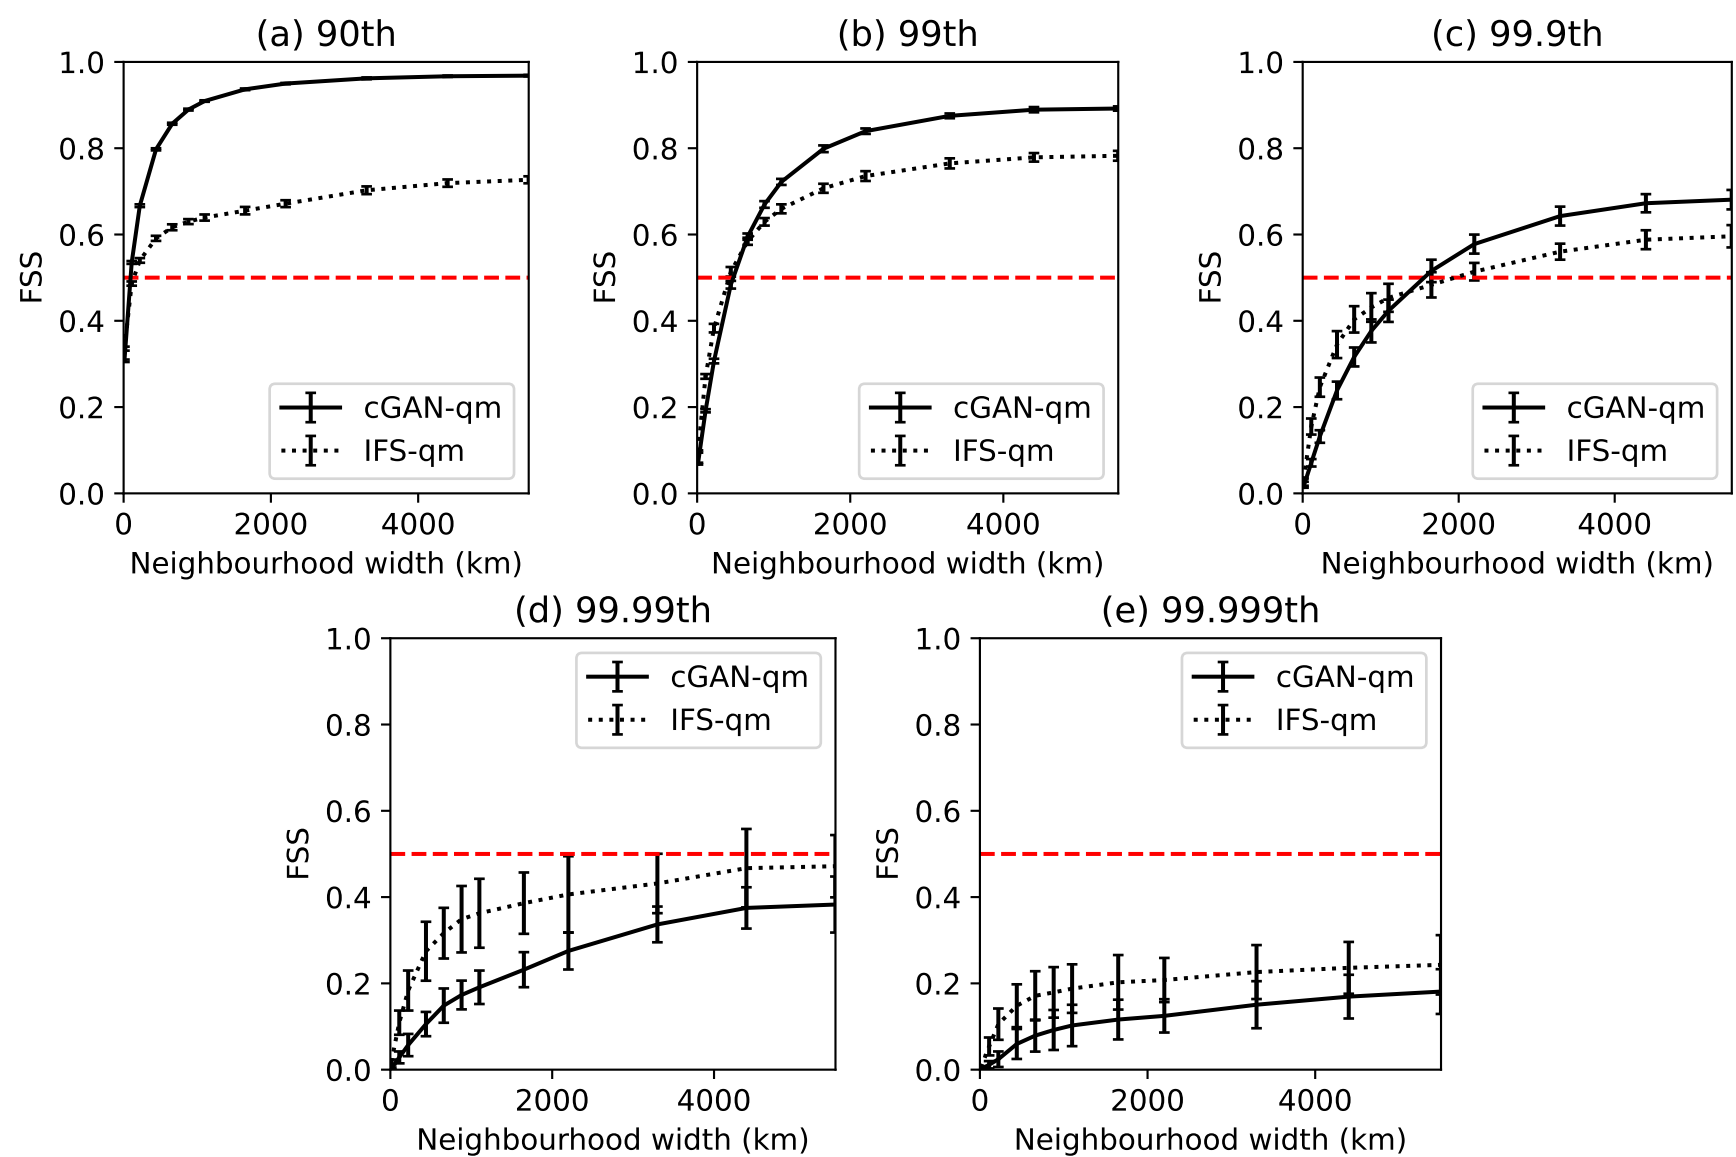 (a) 90th
1.0
0.8
0.6
0.4
0.2
0.0
FSS
cGAN-qm
IFS-qm
0 2000 4000
Neighbourhood width (km)
(b) 99th
1.0
0.8
0.6
0.4
0.2
0.0
FSS
cGAN-qm
IFS-qm
0 2000 4000
Neighbourhood width (km)
(c) 99.9th
1.0
0.8
0.6
0.4
0.2
0.0
FSS
cGAN-qm
IFS-qm
0 2000 4000
Neighbourhood width (km)
(d) 99.99th
1.0
0.8
0.6
0.4
0.2
0.0
FSS
cGAN-qm
IFS-qm
0 2000 4000
Neighbourhood width (km)
(e) 99.999th
1.0
0.8
0.6
0.4
0.2
0.0
FSS
cGAN-qm
IFS-qm
0 2000 4000
Neighbourhood width (km)